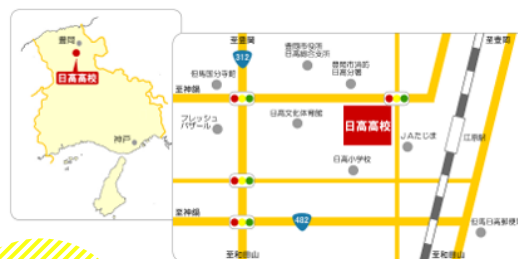 豊岡
日高高校
神戸
至豊岡
312
豊岡市役所
日高総合支所
豊岡市消防
日高分署
至豊岡
但馬国分寺跡
至神鍋
フレッシュ
バザール
日高文化体育館
日高高校
JAたじま
江原駅
日高小学校
至神鍋
482
但馬日高郵便局
至和田山
至和田山